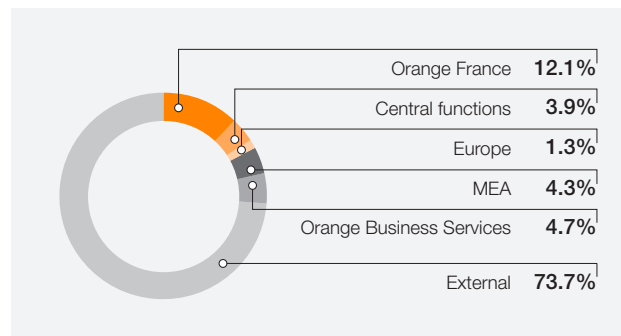 Orange France 12.1%
Central functions 3.9%
Europe 1.3%
MEA 4.3%
Orange Business Services 4.7%
External 73.7%